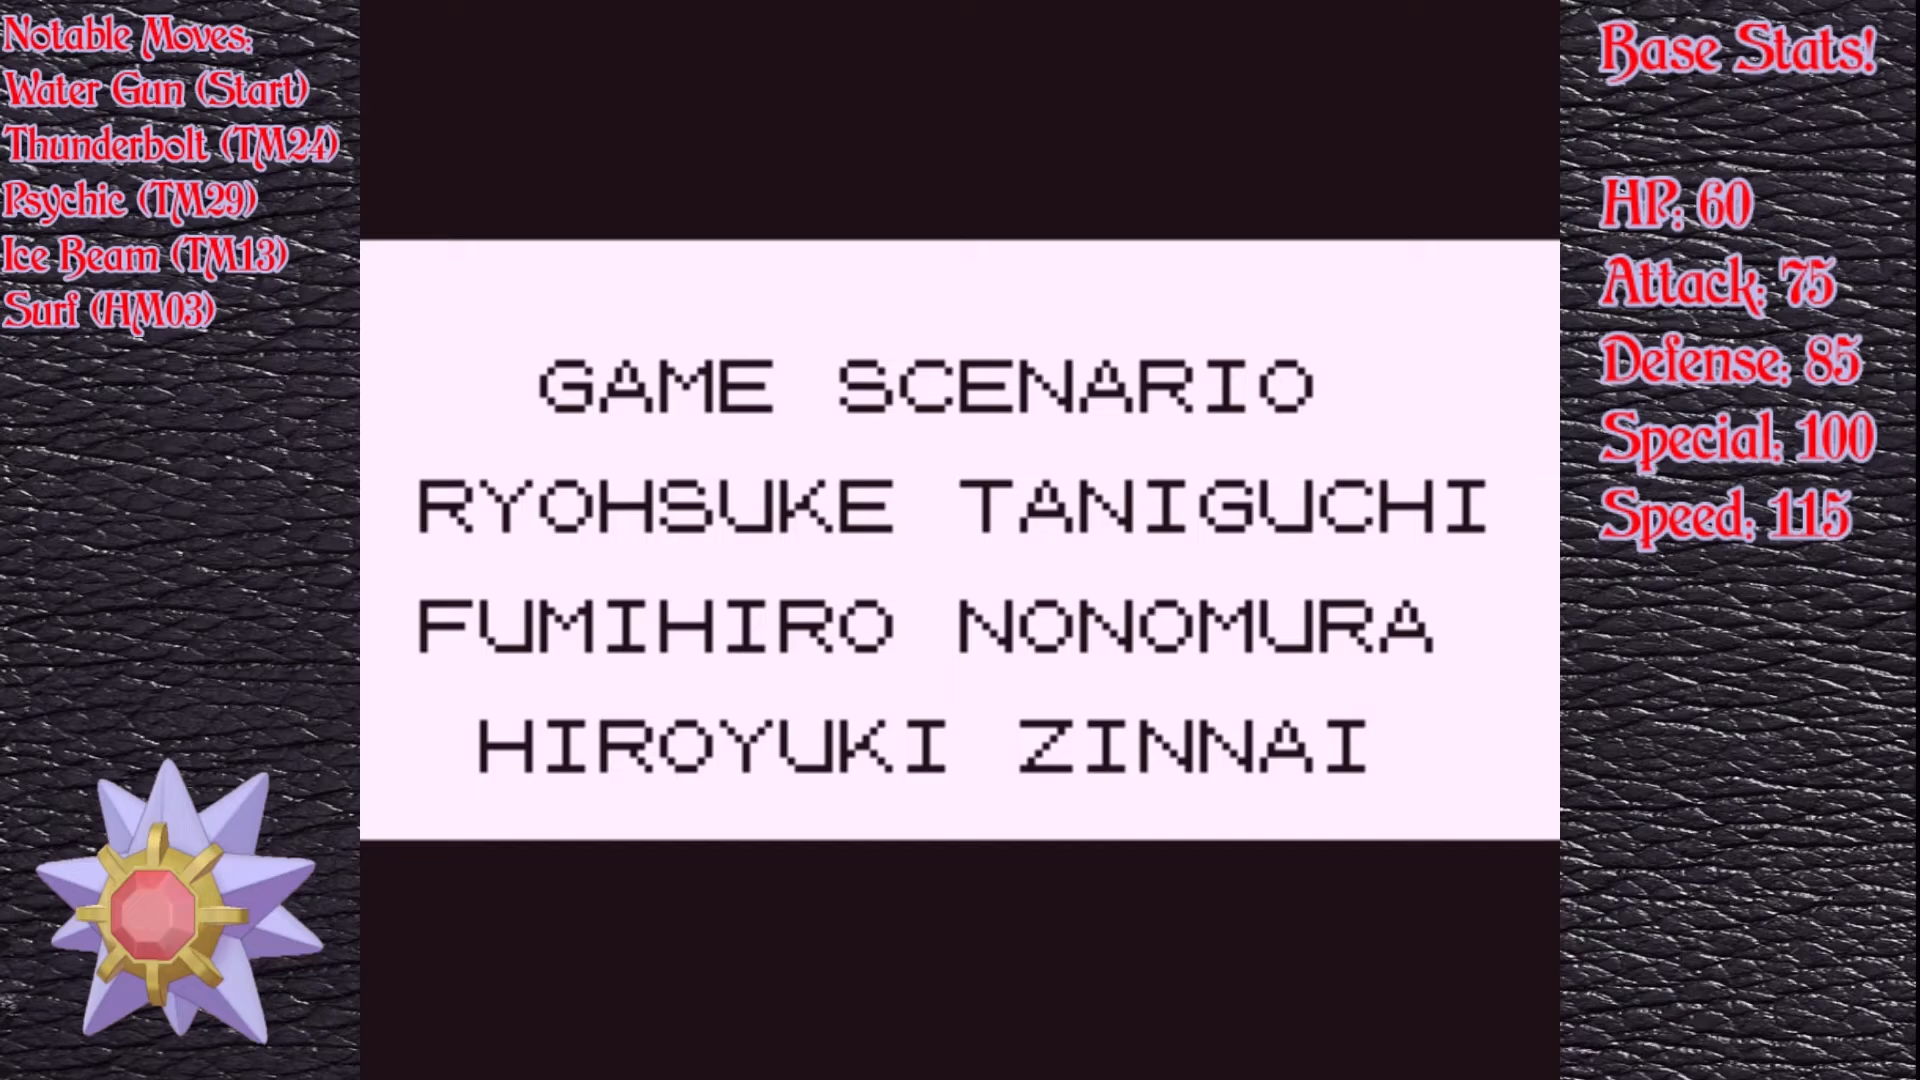 Notable Moves:
Water Gun (Start)
Thunderbolt (TM24)
Psychic (TM29)
Ice Beam (TM13)
Surf (HM03)
GAME SCENARIO
RYOHSUKE TANIGUCHI
FUMIHIRO NONOMURA
HIROYUKI ZINNAI
Base Stats!
HP: 60
Attack: 75
Defense: 85
Special: 100
Speed: 115